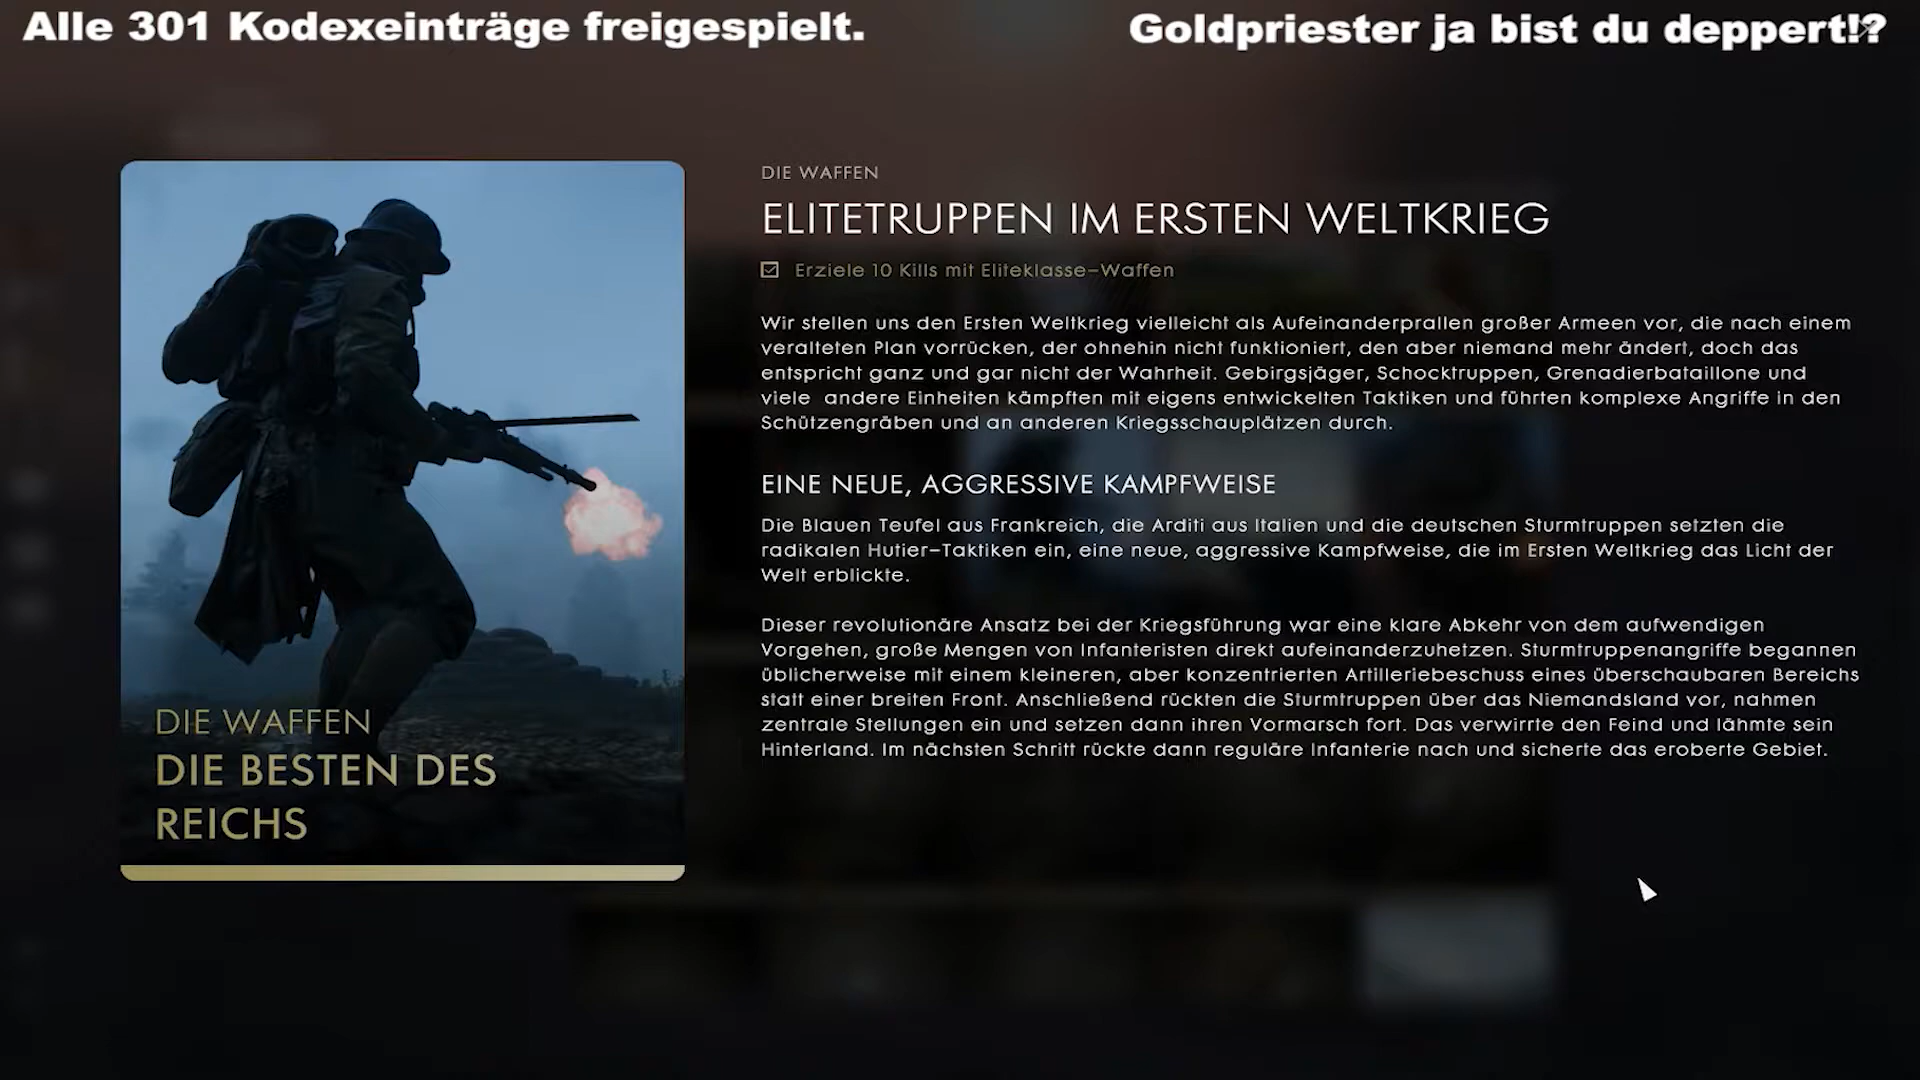 Alle 301 Kodexeinträge freigespielt.
Goldpriester ja bist du deppert!?
DIE WAFFEN
DIE BESTEN DES
REICHS
DIE WAFFEN
ELITETRUPPEN IM ERSTEN WELTKRIEG
Erziele 10 Kills mit Eliteklasse-Waffen
Wir stellen uns den Ersten Weltkrieg vielleicht als Aufeinanderprallen großer Armeen vor, die nach einem
veralteten Plan vorrücken, der ohnehin nicht funktioniert, den aber niemand mehr ändert, doch das
entspricht ganz und gar nicht der Wahrheit. Gebirgsjäger, Schocktruppen, Grenadierbataillone und
viele  andere Einheiten kämpften mit eigens entwickelten Taktiken und führten komplexe Angriffe in den
Schützengräben und an anderen Kriegsschauplätzen durch.
EINE NEUE, AGGRESSIVE KAMPFWEISE
Die Blauen Teufel aus Frankreich, die Arditi aus Italien und die deutschen Sturmtruppen setzten die
radikalen Hutier-Taktiken ein, eine neue, aggressive Kampfweise, die im Ersten Weltkrieg das Licht der
Welt erblickte.
Dieser revolutionäre Ansatz bei der Kriegsführung war eine klare Abkehr von dem aufwendigen
Vorgehen, große Mengen von Infanteristen direkt aufeinanderzuhetzen. Sturmtruppenangriffe begannen
üblicherweise mit einem kleineren, aber konzentrierten Artilleriebeschuss eines überschaubaren Bereichs
statt einer breiten Front. Anschließend rückten die Sturmtruppen über das Niemandsland vor, nahmen
zentrale Stellungen ein und setzen dann ihren Vormarsch fort. Das verwirrte den Feind und lähmte sein
Hinterland. Im nächsten Schritt rückte dann reguläre Infanterie nach und sicherte das eroberte Gebiet.